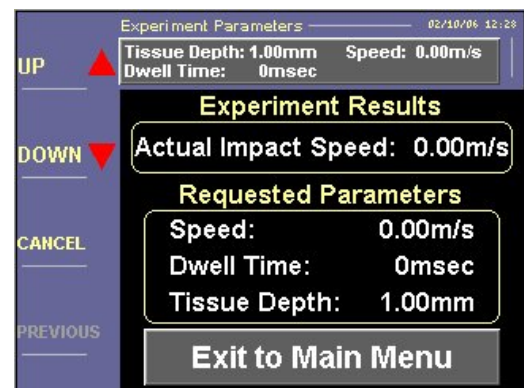 Experiment Parameters 02/10/06 12:28
Tissue Depth: 1.00mm Speed: 0.00m/s
Dwell Time: 0msec
UP
DOWN
CANCEL
PREVIOUS
Experiment Results
Actual Impact Speed: 0.00m/s
Requested Parameters
Speed: 0.00m/s
Dwell Time: 0msec
Tissue Depth: 1.00mm
Exit to Main Menu